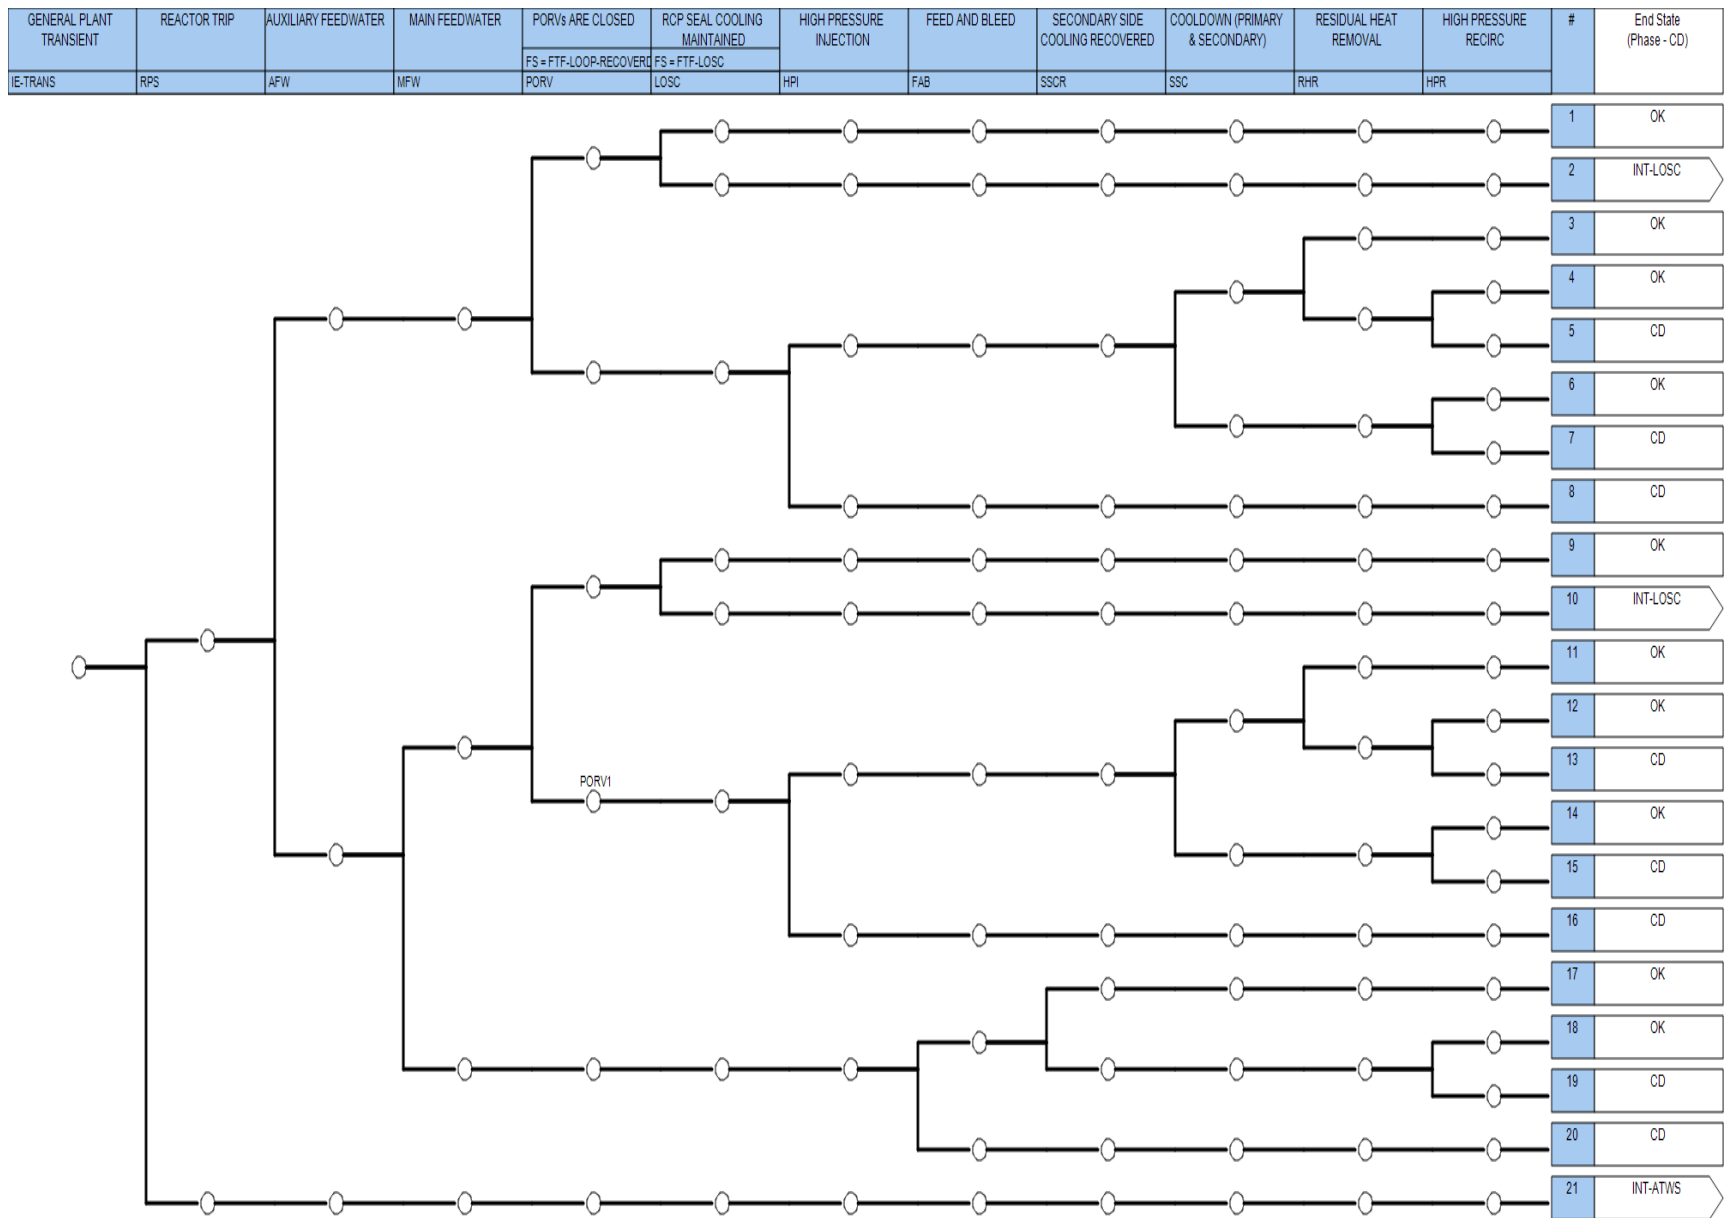 GENERAL PLANT
TRANSIENT
REACTOR TRIP
AUXILIARY FEEDWATER
MAIN FEEDWATER
PORVs ARE CLOSED
RCP SEAL COOLING
MAINTAINED
HIGH PRESSURE
INJECTION
FEED AND BLEED
SECONDARY SIDE
COOLING RECOVERED
COOLDOWN (PRIMARY
& SECONDARY)
RESIDUAL HEAT
REMOVAL
HIGH PRESSURE
RECIRC
#
End State
(Phase - CD)
FS = FTF-LOOP-RECOVERD
FS = FTF-LOSC
IE-TRANS
RPS
AFW
MFW
PORV
LOSC
HPI
FAB
SSCR
SSC
RHR
HPR
1 OK
2 INT-LOSC
3 OK
4 OK
5 CD
6 OK
7 CD
8 CD
9 OK
10 INT-LOSC
11 OK
12 OK
13 CD
PORV1
14 OK
15 CD
16 CD
17 OK
18 OK
19 CD
20 CD
21 INT-ATWS